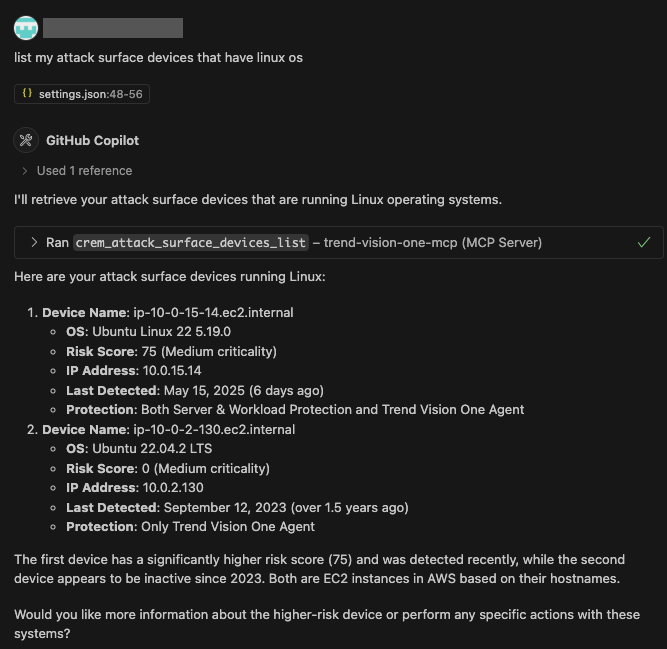 list my attack surface devices that have linux os
{} settings.json:48-56
GitHub Copilot
> Used 1 reference
I'll retrieve your attack surface devices that are running Linux operating systems.
> Ran crem_attack_surface_devices_list – trend-vision-one-mcp (MCP Server) ✓
Here are your attack surface devices running Linux:
1. Device Name: ip-10-0-15-14.ec2.internal
OS: Ubuntu Linux 22 5.19.0
Risk Score: 75 (Medium criticality)
IP Address: 10.0.15.14
Last Detected: May 15, 2025 (6 days ago)
Protection: Both Server & Workload Protection and Trend Vision One Agent
2. Device Name: ip-10-0-2-130.ec2.internal
OS: Ubuntu 22.04.2 LTS
Risk Score: 0 (Medium criticality)
IP Address: 10.0.2.130
Last Detected: September 12, 2023 (over 1.5 years ago)
Protection: Only Trend Vision One Agent
The first device has a significantly higher risk score (75) and was detected recently, while the second
device appears to be inactive since 2023. Both are EC2 instances in AWS based on their hostnames.
Would you like more information about the higher-risk device or perform any specific actions with these
systems?